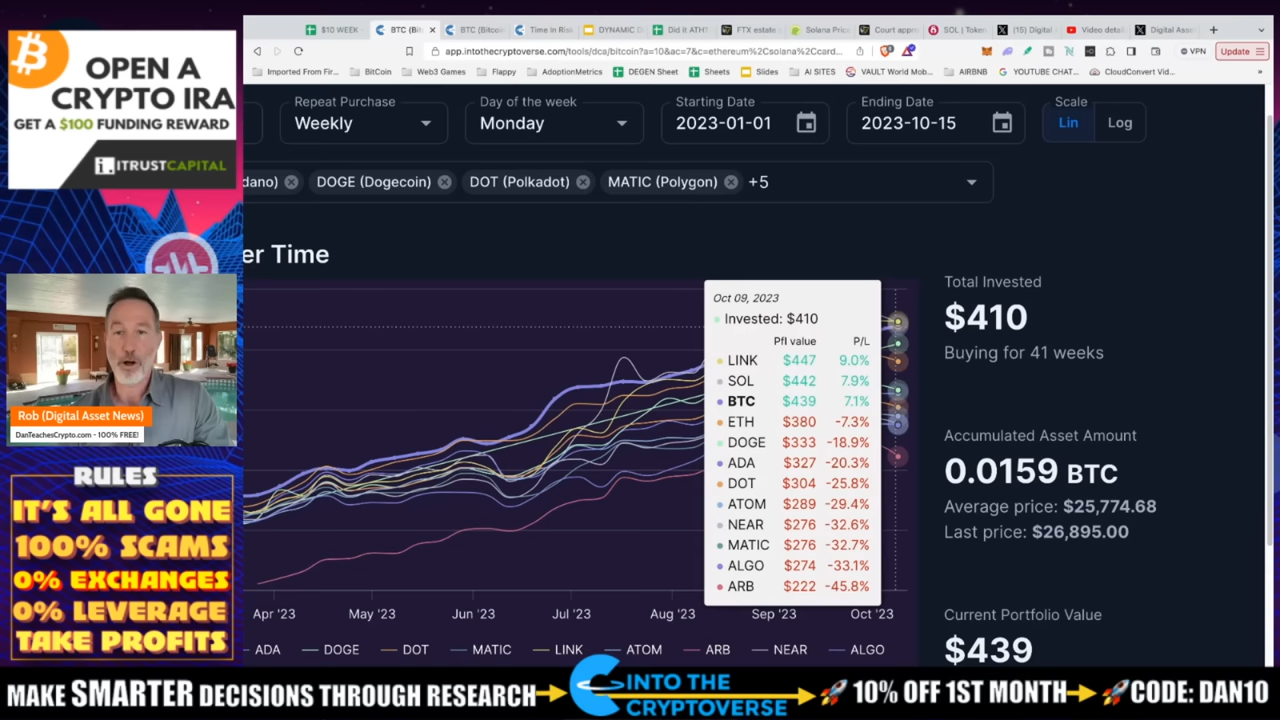 OPEN A
CRYPTO IRA
GET A $100 FUNDING REWARD
ITRUSTCAPITAL
Rob (Digital Asset News)
DanTeachesCrypto.com - 100% FREE!
RULES
IT'S ALL GONE
100% SCAMS
0% EXCHANGES
0% LEVERAGE
TAKE PROFITS
$10 WEEK
BTC (Bit
BTC (Bitcoin
Time In Risk
DYNAMIC D
Did it ATH?
FTX estate
Solana Pric
Court appr
SOL | Token
(15) Digital
Video detail
Digital Asse
app.intothecryptoverse.com/tools/dca/bitcoin?a=10&ac=7&c=ethereum%2Csolana%2Ccard...
VPN
Update
Imported From Fir...
BitCoin
Web3 Games
Flappy
AdoptionMetrics
DEGEN Sheet
Sheets
Slides
AI SITES
VAULT World Mob...
AIRBNB
YOUTUBE CHAT...
CloudConvert Vid...
Repeat Purchase
Weekly
Day of the week
Monday
Starting Date
2023-01-01
Ending Date
2023-10-15
Scale
Lin
Log
dano)
DOGE (Dogecoin)
DOT (Polkadot)
MATIC (Polygon)
+5
er Time
Oct 09, 2023
Invested: $410
Pfl value P/L
LINK $447 9.0%
SOL $442 7.9%
BTC $439 7.1%
ETH $380 -7.3%
DOGE $333 -18.9%
ADA $327 -20.3%
DOT $304 -25.8%
ATOM $289 -29.4%
NEAR $276 -32.6%
MATIC $276 -32.7%
ALGO $274 -33.1%
ARB $222 -45.8%
Apr '23 May '23 Jun '23 Jul '23 Aug '23 Sep '23 Oct '23
ADA DOGE DOT MATIC LINK ATOM ARB NEAR ALGO
Total Invested
$410
Buying for 41 weeks
Accumulated Asset Amount
0.0159 BTC
Average price: $25,774.68
Last price: $26,895.00
Current Portfolio Value
$439
MAKE SMARTER DECISIONS THROUGH RESEARCH
INTO THE
CRYPTOVERSE
10% OFF 1ST MONTH
CODE: DAN10